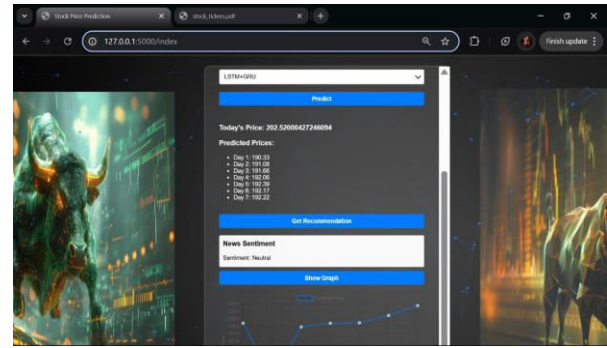 Stock Price Prediction
stock_tickers.pdf
127.0.0.1:5000/index
Finish update
LSTM+GRU
Predict
Today's Price: 202.52000427246094
Predicted Prices:
Day 1: 190.33
Day 2: 191.08
Day 3: 191.66
Day 4: 192.06
Day 5: 192.39
Day 6: 192.17
Day 7: 192.22
Get Recommendation
News Sentiment
Sentiment: Neutral
Show Graph